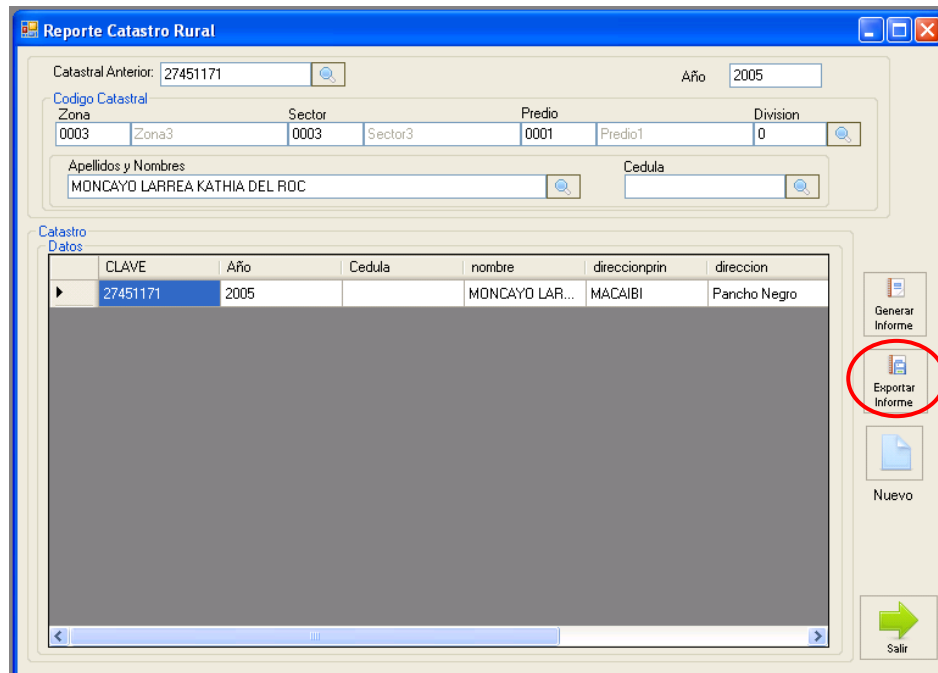 Reporte Catastro Rural
Catastral Anterior: 27451171 Año 2005
Codigo Catastral
Zona Sector Predio Division
0003 Zona3 0003 Sector3 0001 Predio1 0
Apellidos y Nombres Cedula
MONCAYO LARREA KATHIA DEL ROC
Catastro
Datos
CLAVE Año Cedula nombre direccionprin direccion
27451171 2005 MONCAYO LAR... MACAIBI Pancho Negro
Generar
Informe
Exportar
Informe
Nuevo
Salir